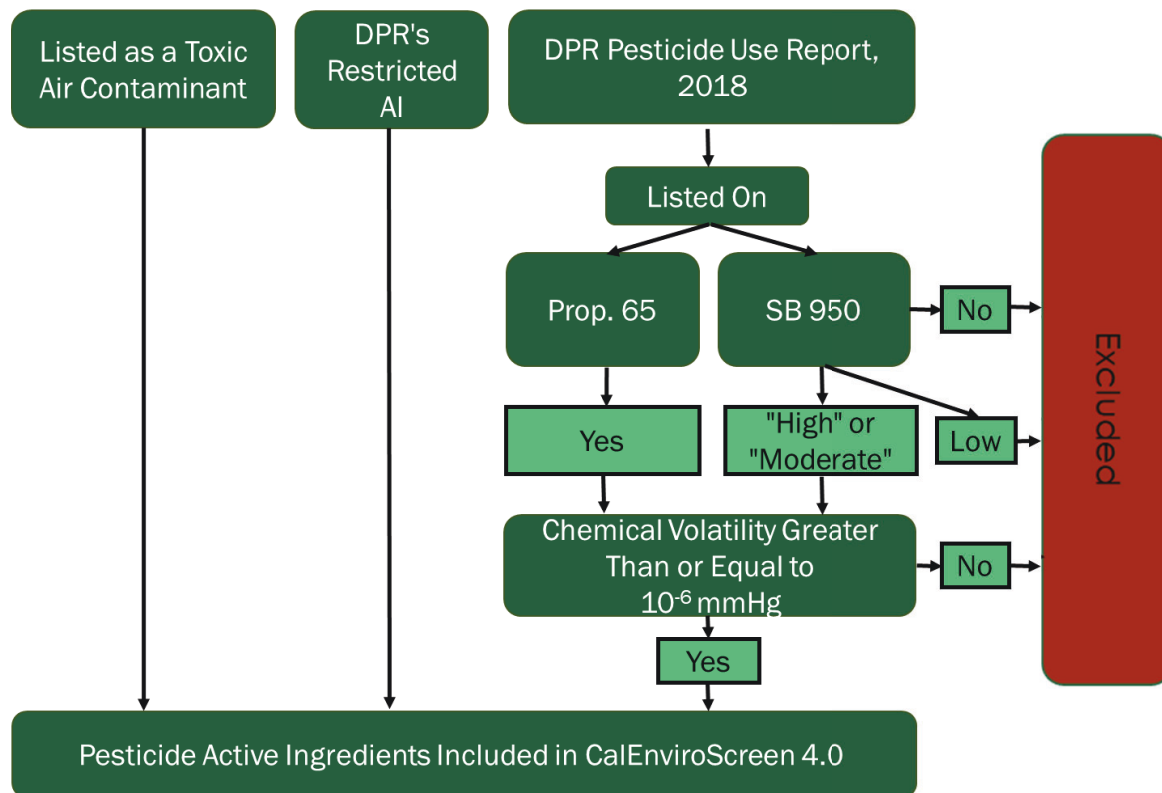 Listed as a Toxic
Air Contaminant
DPR's
Restricted
AI
DPR Pesticide Use Report,
2018
Listed On
Prop. 65
SB 950
No
Yes
"High" or
"Moderate"
Low
Excluded
Chemical Volatility Greater
Than or Equal to
10⁻⁶ mmHg
No
Yes
Pesticide Active Ingredients Included in CalEnviroScreen 4.0